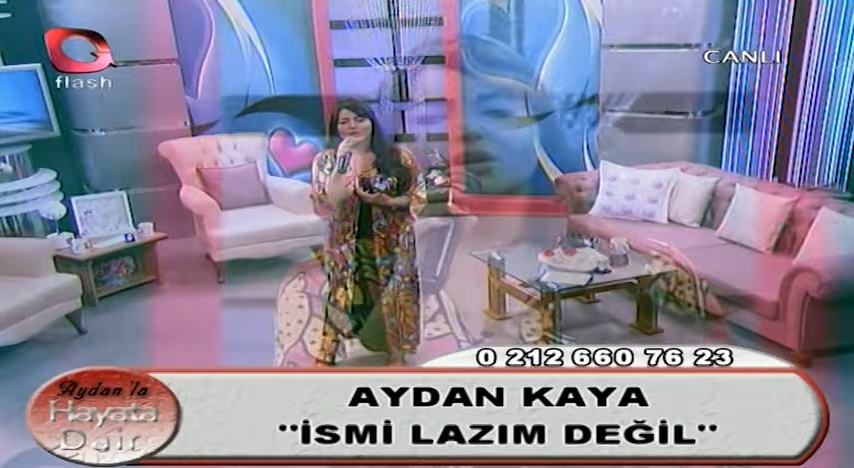 flash
CANLI
0 212 660 76 23
Aydan'la
Hayata
Dair
AYDAN KAYA
"İSMİ LAZIM DEĞİL"